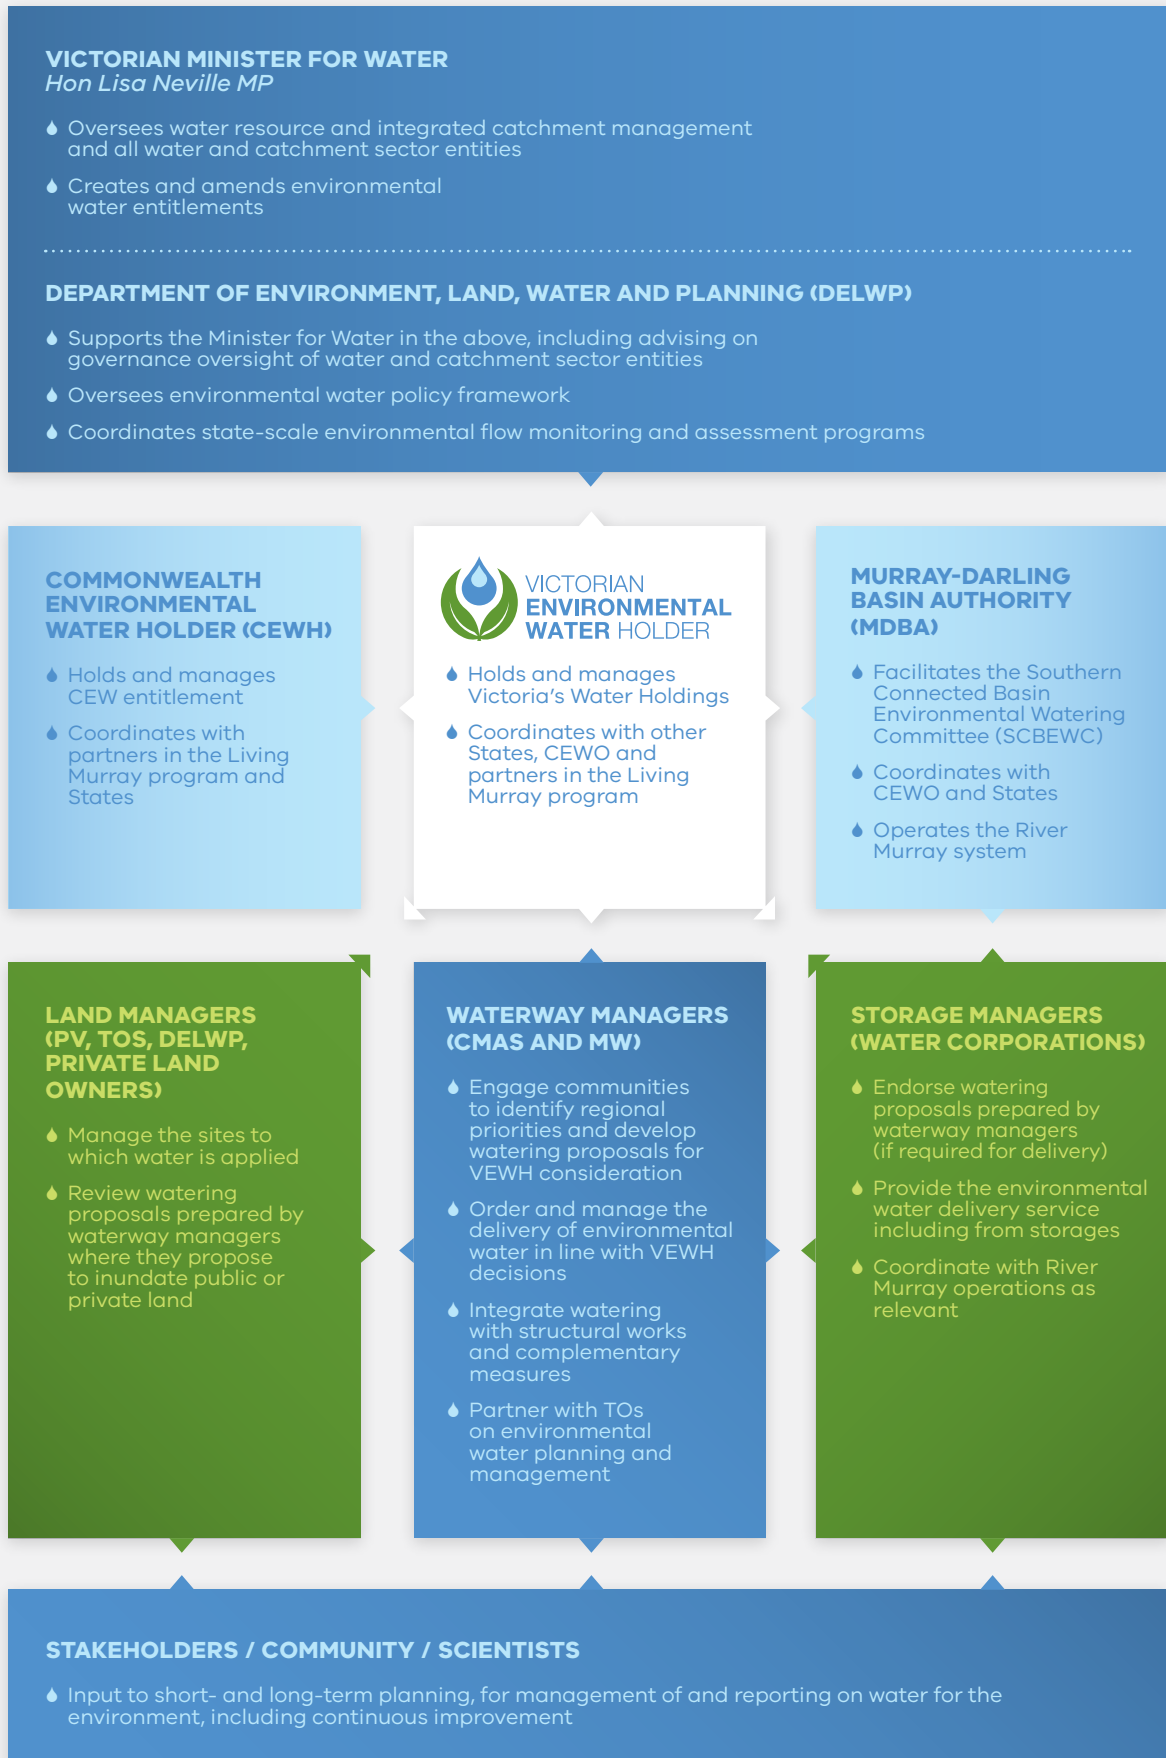 VICTORIAN MINISTER FOR WATER
Hon Lisa Neville MP
Oversees water resource and integrated catchment management
and all water and catchment sector entities
Creates and amends environmental
water entitlements
DEPARTMENT OF ENVIRONMENT, LAND, WATER AND PLANNING (DELWP)
Supports the Minister for Water in the above, including advising on
governance oversight of water and catchment sector entities
Oversees environmental water policy framework
Coordinates state-scale environmental flow monitoring and assessment programs
COMMONWEALTH
ENVIRONMENTAL
WATER HOLDER (CEWH)
Holds and manages
CEW entitlement
Coordinates with
partners in the Living
Murray program and
States
VICTORIAN
ENVIRONMENTAL
WATER HOLDER
Holds and manages
Victoria's Water Holdings
Coordinates with other
States, CEWO and
partners in the Living
Murray program
MURRAY-DARLING
BASIN AUTHORITY
(MDBA)
Facilitates the Southern
Connected Basin
Environmental Watering
Committee (SCBEWC)
Coordinates with
CEWO and States
Operates the River
Murray system
LAND MANAGERS
(PV, TOS, DELWP,
PRIVATE LAND
OWNERS)
Manage the sites to
which water is applied
Review watering
proposals prepared by
waterway managers
where they propose
to inundate public or
private land
WATERWAY MANAGERS
(CMAS AND MW)
Engage communities
to identify regional
priorities and develop
watering proposals for
VEWH consideration
Order and manage the
delivery of environmental
water in line with VEWH
decisions
Integrate watering
with structural works
and complementary
measures
Partner with TOs
on environmental
water planning and
management
STORAGE MANAGERS
(WATER CORPORATIONS)
Endorse watering
proposals prepared by
waterway managers
(if required for delivery)
Provide the environmental
water delivery service
including from storages
Coordinate with River
Murray operations as
relevant
STAKEHOLDERS / COMMUNITY / SCIENTISTS
Input to short- and long-term planning, for management of and reporting on water for the
environment, including continuous improvement